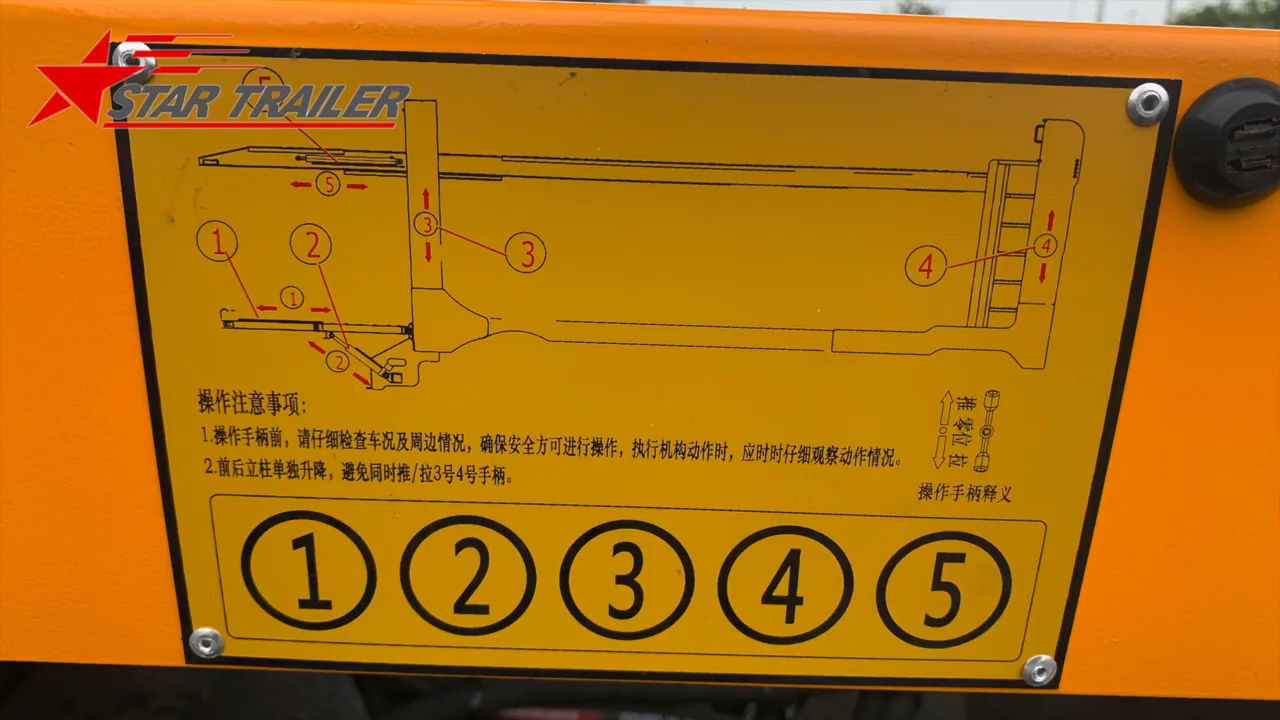 STAR TRAILER
5
5
1
2
3
3
4
4
1
2
操作注意事项：
1.操作手柄前，请仔细检查车况及周边情况，确保安全方可进行操作，执行机构动作时，应时时仔细观察动作情况。
2.前后立柱单独升降，避免同时推/拉3号4号手柄。
推 零位 拉
操作手柄释义
1 2 3 4 5